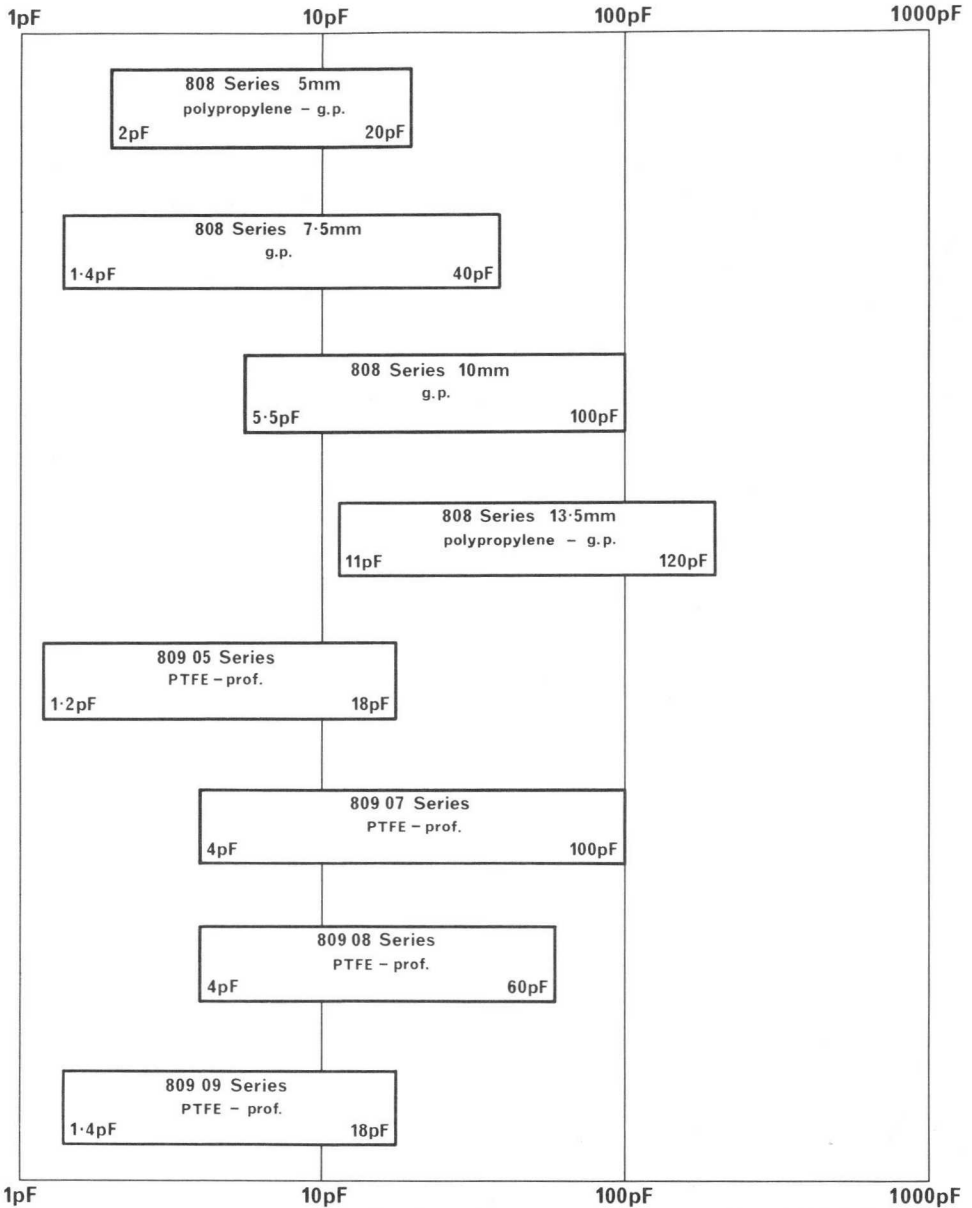 1pF 10pF 100pF 1000pF
808 Series 5mm
polypropylene – g.p.
2pF 20pF
808 Series 7·5mm
g.p.
1·4pF 40pF
808 Series 10mm
g.p.
5·5pF 100pF
808 Series 13·5mm
polypropylene – g.p.
11pF 120pF
809 05 Series
PTFE – prof.
1·2pF 18pF
809 07 Series
PTFE – prof.
4pF 100pF
809 08 Series
PTFE – prof.
4pF 60pF
809 09 Series
PTFE – prof.
1·4pF 18pF
1pF 10pF 100pF 1000pF